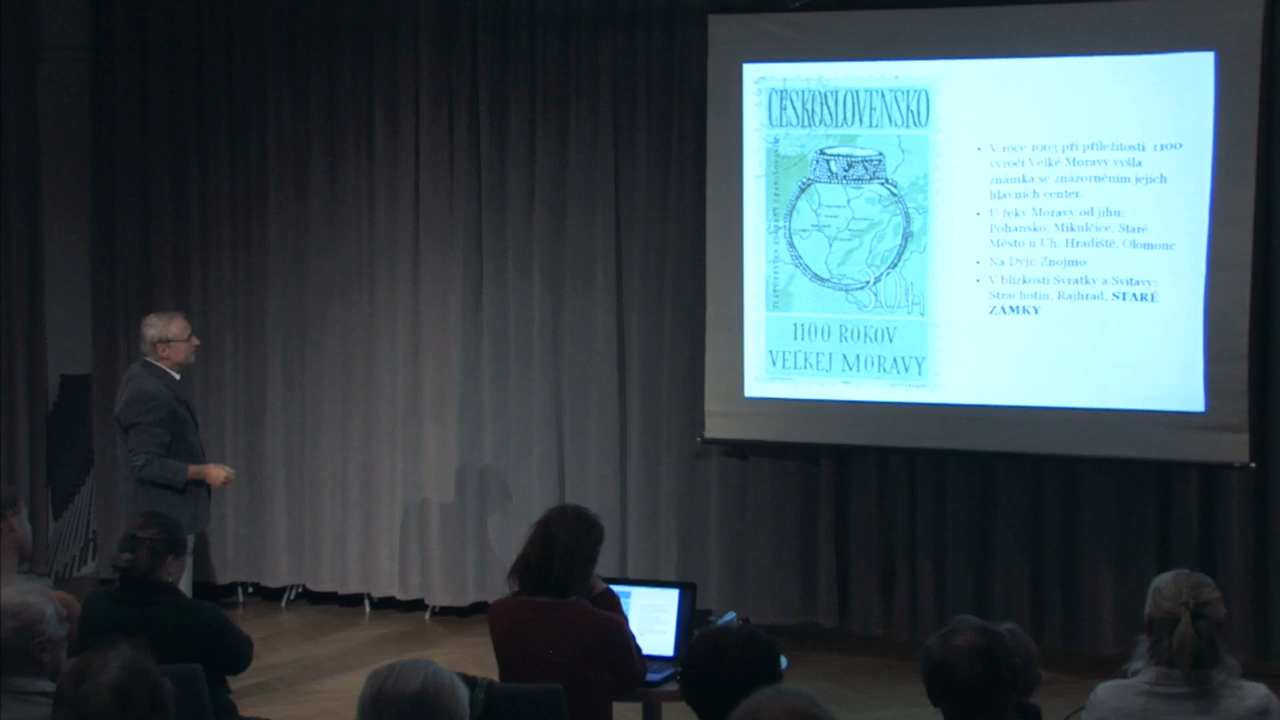 ČESKOSLOVENSKO
30h
1100 ROKOV
VEĽKEJ MORAVY
• V roce 1963 při příležitosti 1100
výročí Velké Moravy vyšla
známka se znázorněním jejich
hlavních center.
• U řeky Moravy od jihu:
Pohansko, Mikulčice, Staré
Město u Uh. Hradiště, Olomouc
• Na Dyji: Znojmo
• V blízkosti Svratky a Svitavy:
Strachotín, Rajhrad, STARÉ
ZÁMKY